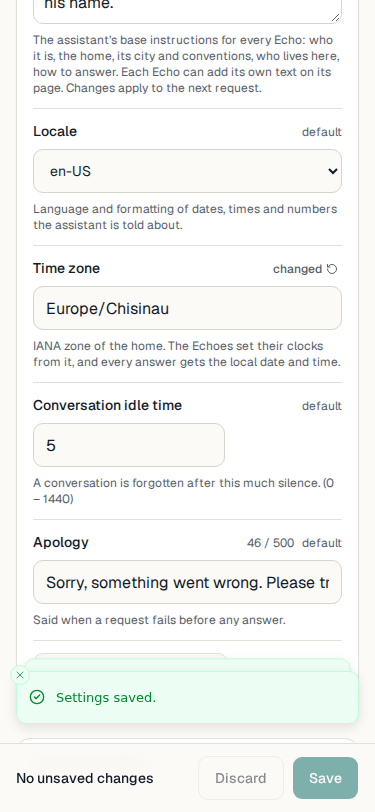 his name.
The assistant's base instructions for every Echo: who
it is, the home, its city and conventions, who lives here,
how to answer. Each Echo can add its own text on its
page. Changes apply to the next request.
Locale default
en-US
Language and formatting of dates, times and numbers
the assistant is told about.
Time zone changed
Europe/Chisinau
IANA zone of the home. The Echoes set their clocks
from it, and every answer gets the local date and time.
Conversation idle time default
5
A conversation is forgotten after this much silence. (0
– 1440)
Apology 46 / 500 default
Sorry, something went wrong. Please tr
Said when a request fails before any answer.
Settings saved.
No unsaved changes Discard Save